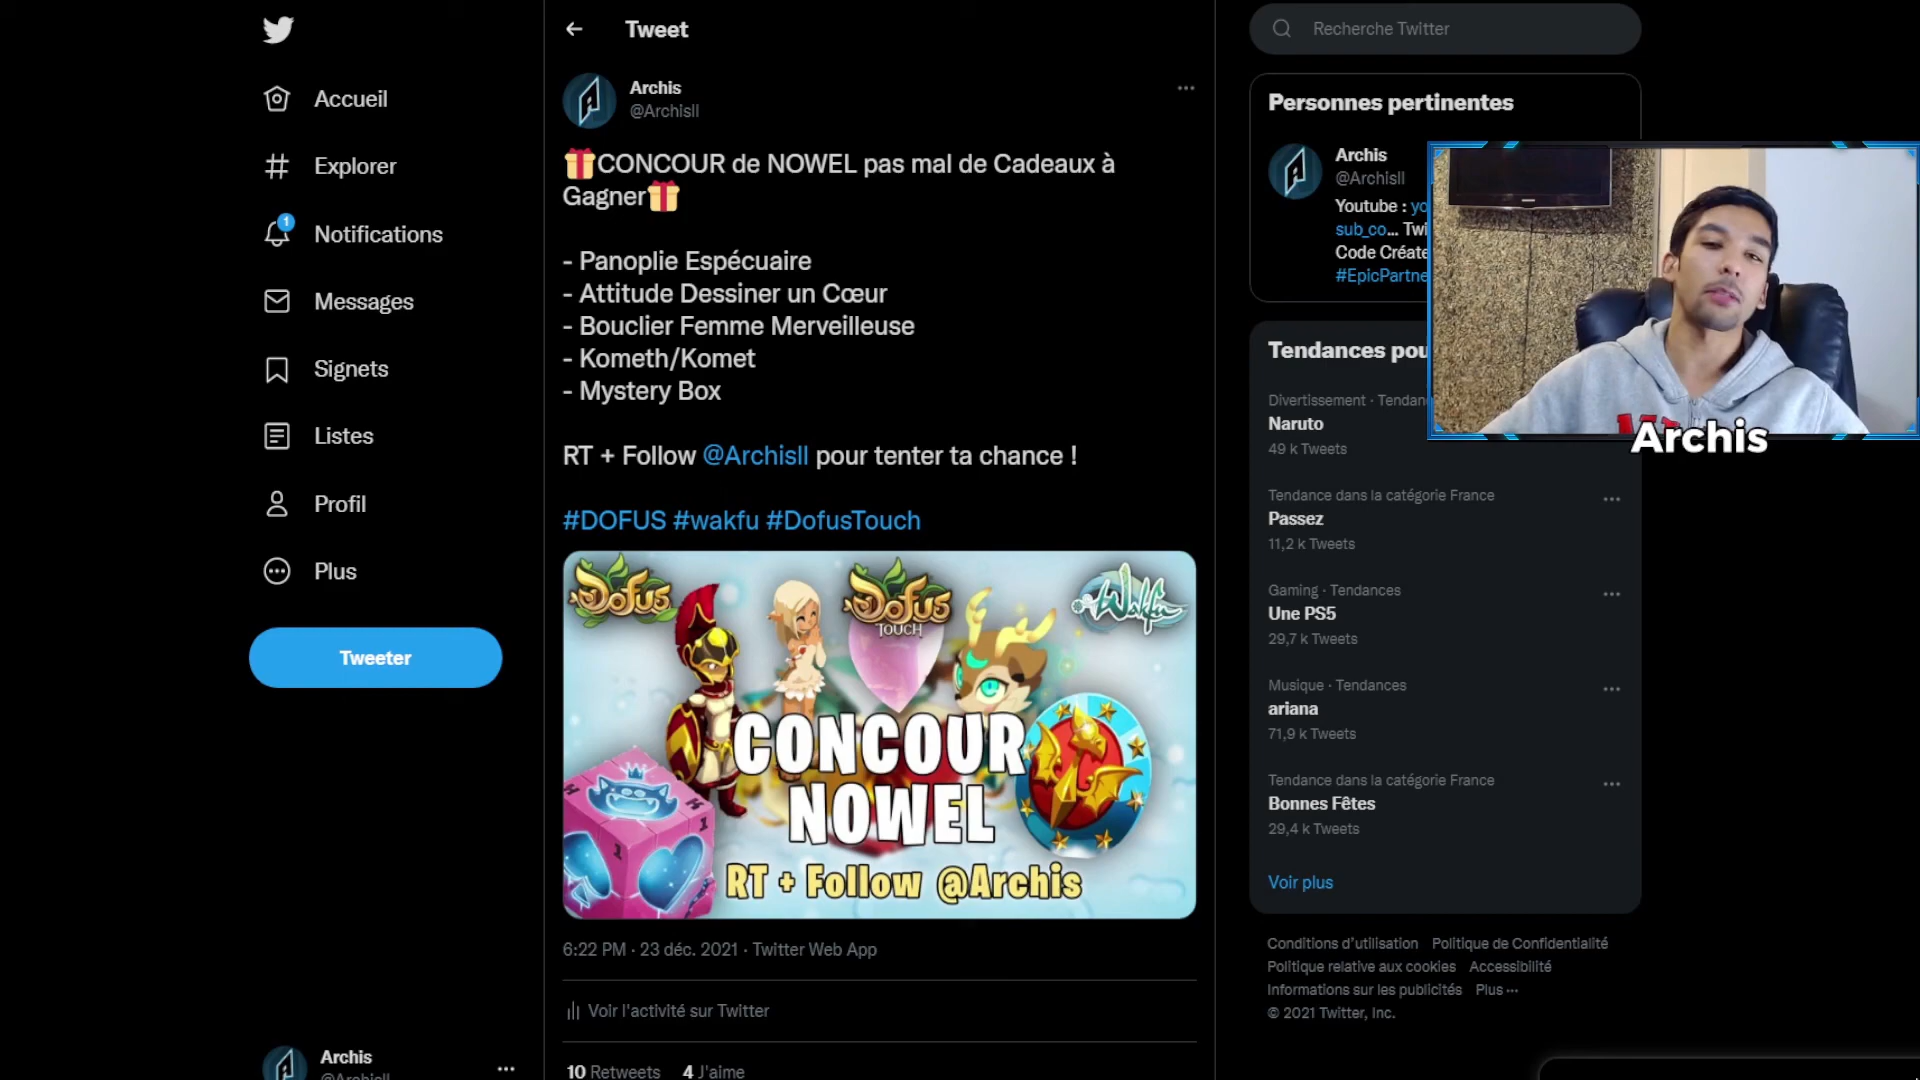 Accueil
Explorer
1
Notifications
Messages
Signets
Listes
Profil
Plus
Tweeter
Archis
Tweet
Archis
@Archisll
CONCOUR de NOWEL pas mal de Cadeaux à
Gagner
- Panoplie Espécuaire
- Attitude Dessiner un Cœur
- Bouclier Femme Merveilleuse
- Kometh/Komet
- Mystery Box
RT + Follow @Archisll pour tenter ta chance !
#DOFUS #wakfu #DofusTouch
DOFUS
DOFUS
TOUCH
Wakfu
CONCOUR
NOWEL
RT + Follow @Archis
6:22 PM · 23 déc. 2021 · Twitter Web App
Voir l'activité sur Twitter
10 Retweets 4 J'aime
Recherche Twitter
Personnes pertinentes
Archis
@Archisll
Youtube : yo
sub_co... Twi
Code Créate
#EpicPartne
Archis
Tendances pou
Divertissement · Tendan
Naruto
49 k Tweets
Tendance dans la catégorie France
Passez
11,2 k Tweets
Gaming · Tendances
Une PS5
29,7 k Tweets
Musique · Tendances
ariana
71,9 k Tweets
Tendance dans la catégorie France
Bonnes Fêtes
29,4 k Tweets
Voir plus
Conditions d'utilisation Politique de Confidentialité
Politique relative aux cookies Accessibilité
Informations sur les publicités Plus ···
© 2021 Twitter, Inc.